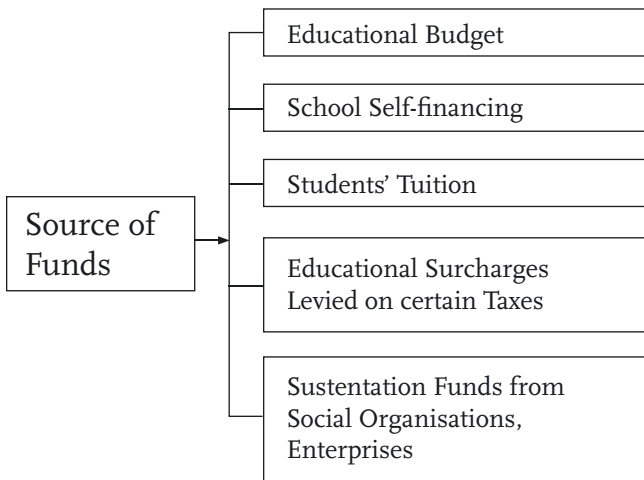 Educational Budget
School Self-financing
Students’ Tuition
Source of
Funds
Educational Surcharges
Levied on certain Taxes
Sustentation Funds from
Social Organisations,
Enterprises